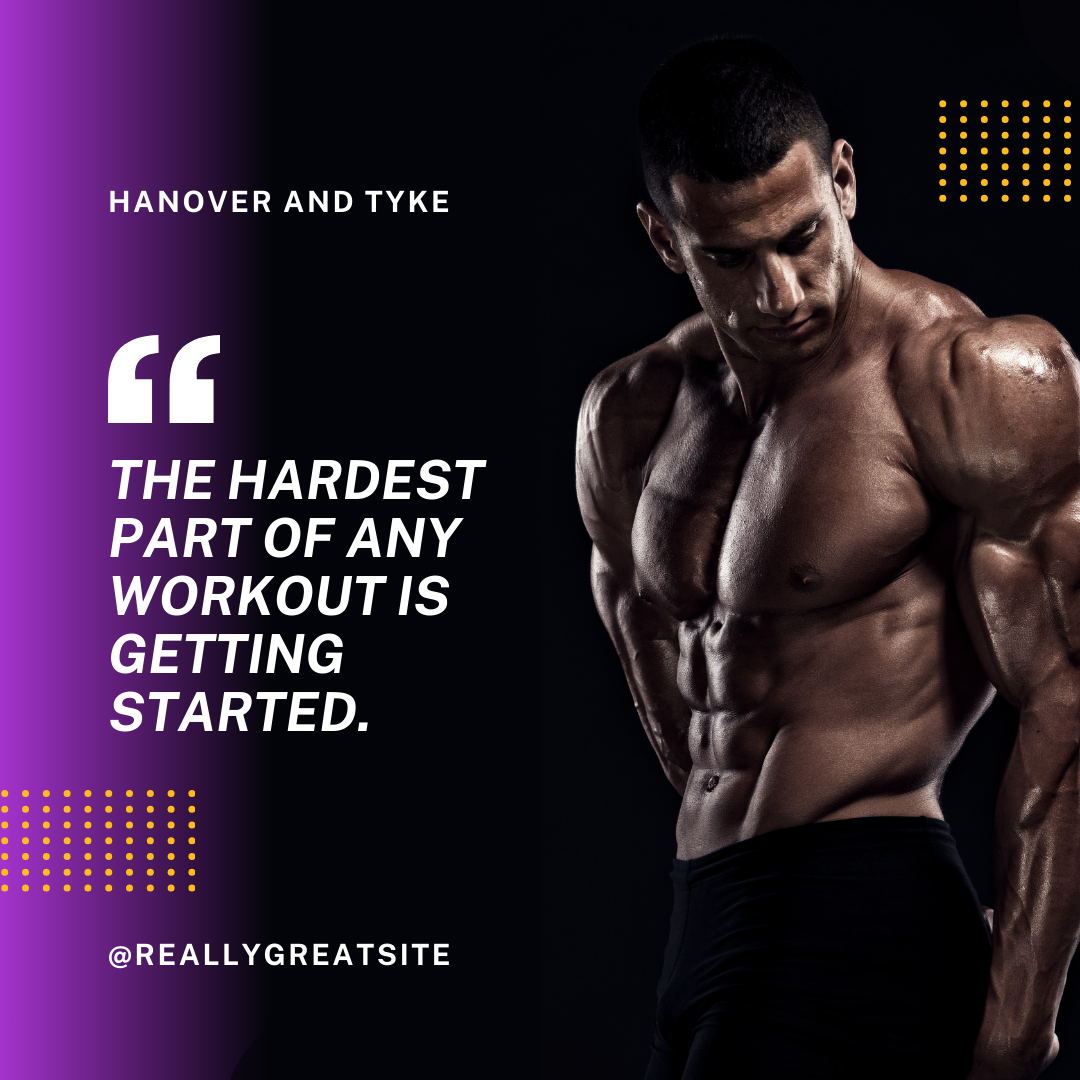 HANOVER AND TYKE
“
THE HARDEST
PART OF ANY
WORKOUT IS
GETTING
STARTED.
@REALLYGREATSITE